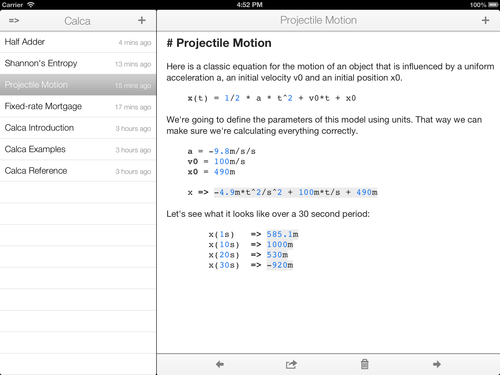 Carrier 4:52 PM 100%
=> Calca +
Half Adder 4 mins ago
Shannon's Entropy 13 mins ago
Projectile Motion 15 mins ago
Fixed-rate Mortgage 17 mins ago
Calca Introduction 3 hours ago
Calca Examples 3 hours ago
Calca Reference 3 hours ago
Projectile Motion +
# Projectile Motion
Here is a classic equation for the motion of an object that is influenced by a uniform
acceleration a, an initial velocity v0 and an initial position x0.
x(t) = 1/2 * a * t^2 + v0*t + x0
We're going to define the parameters of this model using units. That way we can
make sure we're calculating everything correctly.
a = -9.8m/s/s
v0 = 100m/s
x0 = 490m
x => -4.9m*t^2/s^2 + 100m*t/s + 490m
Let's see what it looks like over a 30 second period:
x(1s) => 585.1m
x(10s) => 1000m
x(20s) => 530m
x(30s) => -920m